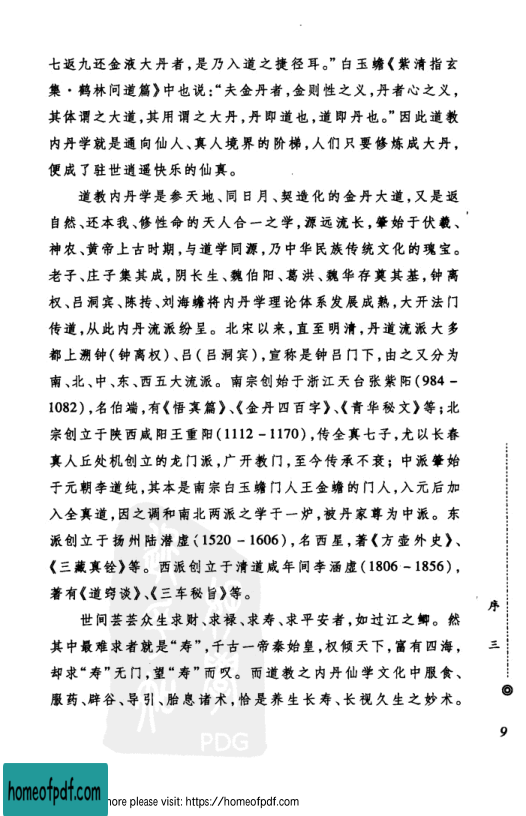 七返九还金液大丹者，是乃入道之捷径耳。”白玉蟾《紫清指玄
集·鹤林问道篇》中也说：“夫金丹者，金则性之义，丹者心之义，
其体谓之大道，其用谓之大丹，丹即道也，道即丹也。”因此道教
内丹学就是通向仙人、真人境界的阶梯，人们只要修炼成大丹，
便成了驻世逍遥快乐的仙真。
道教内丹学是参天地、同日月、契造化的金丹大道，又是返
自然、还本我、修性命的天人合一之学，源远流长，肇始于伏羲、
神农、黄帝上古时期，与道学同源，乃中华民族传统文化的瑰宝。
老子、庄子集其成，阴长生、魏伯阳、葛洪、魏华存奠其基，钟离
权、吕洞宾、陈抟、刘海蟾将内丹学理论体系发展成熟，大开法门
传道，从此内丹流派纷呈。北宋以来，直至明清，丹道流派大多
都上溯钟（钟离权）、吕（吕洞宾），宣称是钟吕门下，由之又分为
南、北、中、东、西五大流派。南宗创始于浙江天台张紫阳（984－
1082），名伯端，有《悟真篇》、《金丹四百字》、《青华秘文》等；北
宗创立于陕西咸阳王重阳（1112－1170），传全真七子，尤以长春
真人丘处机创立的龙门派，广开教门，至今传承不衰；中派肇始
于元朝李道纯，其本是南宗白玉蟾门人王金蟾的门人，入元后加
入全真道，因之调和南北两派之学于一炉，被丹家尊为中派。东
派创立于扬州陆潜虚（1520－1606），名西星，著《方壶外史》、
《三藏真诠》等。西派创立于清道咸年间李涵虚（1806－1856），
著有《道窍谈》、《三车秘旨》等。
世间芸芸众生求财、求禄、求寿、求平安者，如过江之鲫。然
其中最难求者就是“寿”，千古一帝秦始皇，权倾天下，富有四海，
却求“寿”无门，望“寿”而叹。而道教之内丹仙学文化中服食、
服药、辟谷、导引、胎息诸术，恰是养生长寿、长视久生之妙术。
序三
9
PDG
homeofpdf.com
more please visit: https://homeofpdf.com